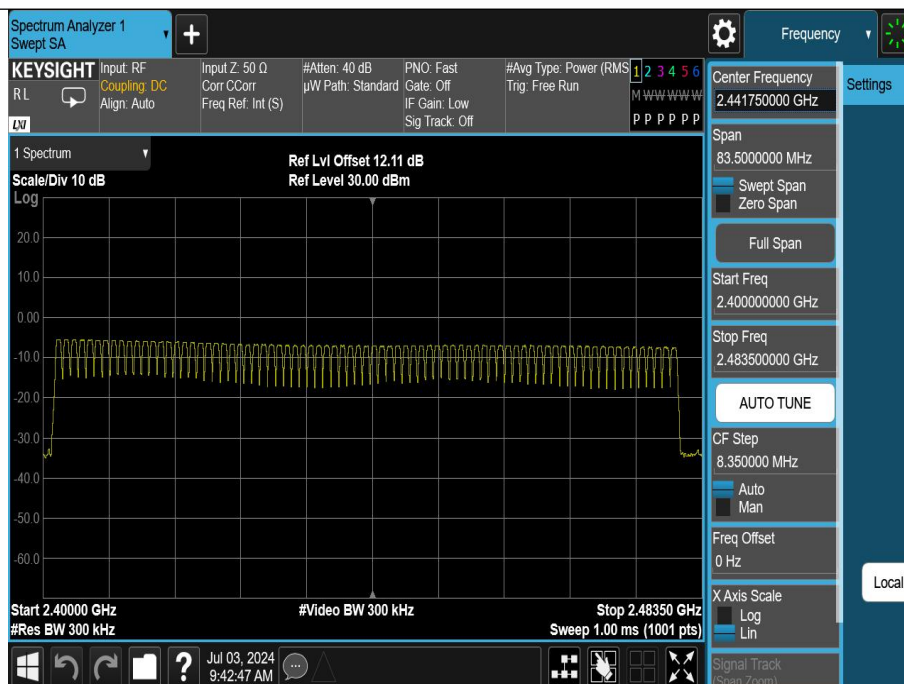 Spectrum Analyzer 1
Swept SA
Frequency
KEYSIGHT
RL
LXI
Input: RF
Coupling: DC
Align: Auto
Input Z: 50 Ω
Corr CCorr
Freq Ref: Int (S)
#Atten: 40 dB
µW Path: Standard
PNO: Fast
Gate: Off
IF Gain: Low
Sig Track: Off
#Avg Type: Power (RMS
Trig: Free Run
1 2 3 4 5 6
M W W W W W
P P P P P P
1 Spectrum
Scale/Div 10 dB
Log
Ref Lvl Offset 12.11 dB
Ref Level 30.00 dBm
20.0
10.0
0.00
-10.0
-20.0
-30.0
-40.0
-50.0
-60.0
Start 2.40000 GHz
#Res BW 300 kHz
#Video BW 300 kHz
Stop 2.48350 GHz
Sweep 1.00 ms (1001 pts)
Jul 03, 2024
9:42:47 AM
Center Frequency
2.441750000 GHz
Span
83.5000000 MHz
Swept Span
Zero Span
Full Span
Start Freq
2.400000000 GHz
Stop Freq
2.483500000 GHz
AUTO TUNE
CF Step
8.350000 MHz
Auto
Man
Freq Offset
0 Hz
X Axis Scale
Log
Lin
Signal Track
(Span Zoom)
Settings
Local